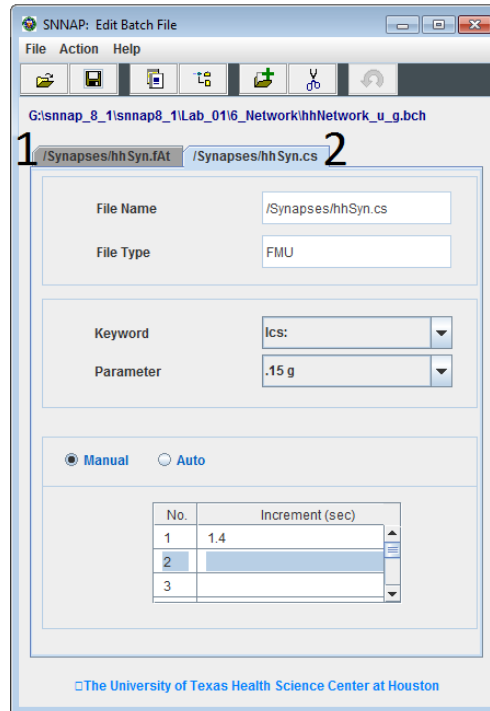 SNNAP: Edit Batch File
File Action Help
G:\snnap_8_1\snnap8_1\Lab_01\6_Network\hhNetwork_u_g.bch
1 /Synapses/hhSyn.fAt /Synapses/hhSyn.cs 2
File Name /Synapses/hhSyn.cs
File Type FMU
Keyword Ics:
Parameter .15 g
Manual Auto
No. Increment (sec)
1 1.4
2
3
□The University of Texas Health Science Center at Houston